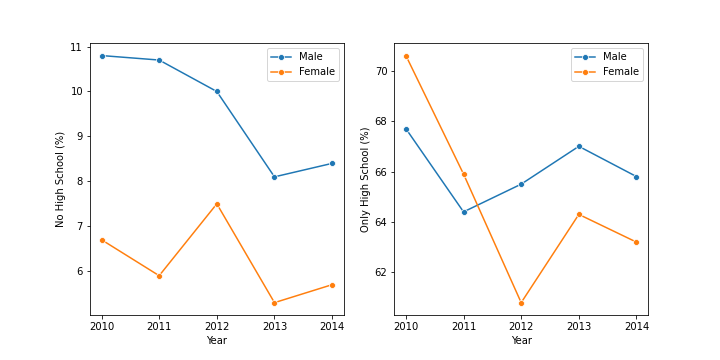 No High School (%)
11
10
9
8
7
6
Male
Female
2010 2011 2012 2013 2014
Year
Only High School (%)
70
68
66
64
62
Male
Female
2010 2011 2012 2013 2014
Year